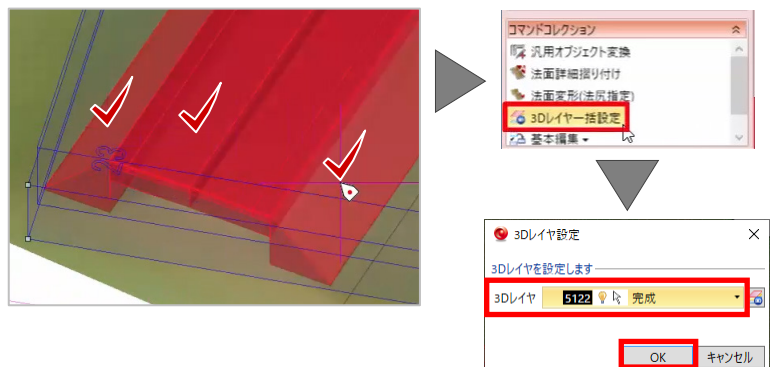 23
コマンドコレクション
汎用オブジェクト変換
法面詳細摺り付け
法面変形(法尻指定)
3Dレイヤ一括設定
基本編集
3Dレイヤ設定
3Dレイヤを設定します
3Dレイヤ 5122 完成
OK キャンセル